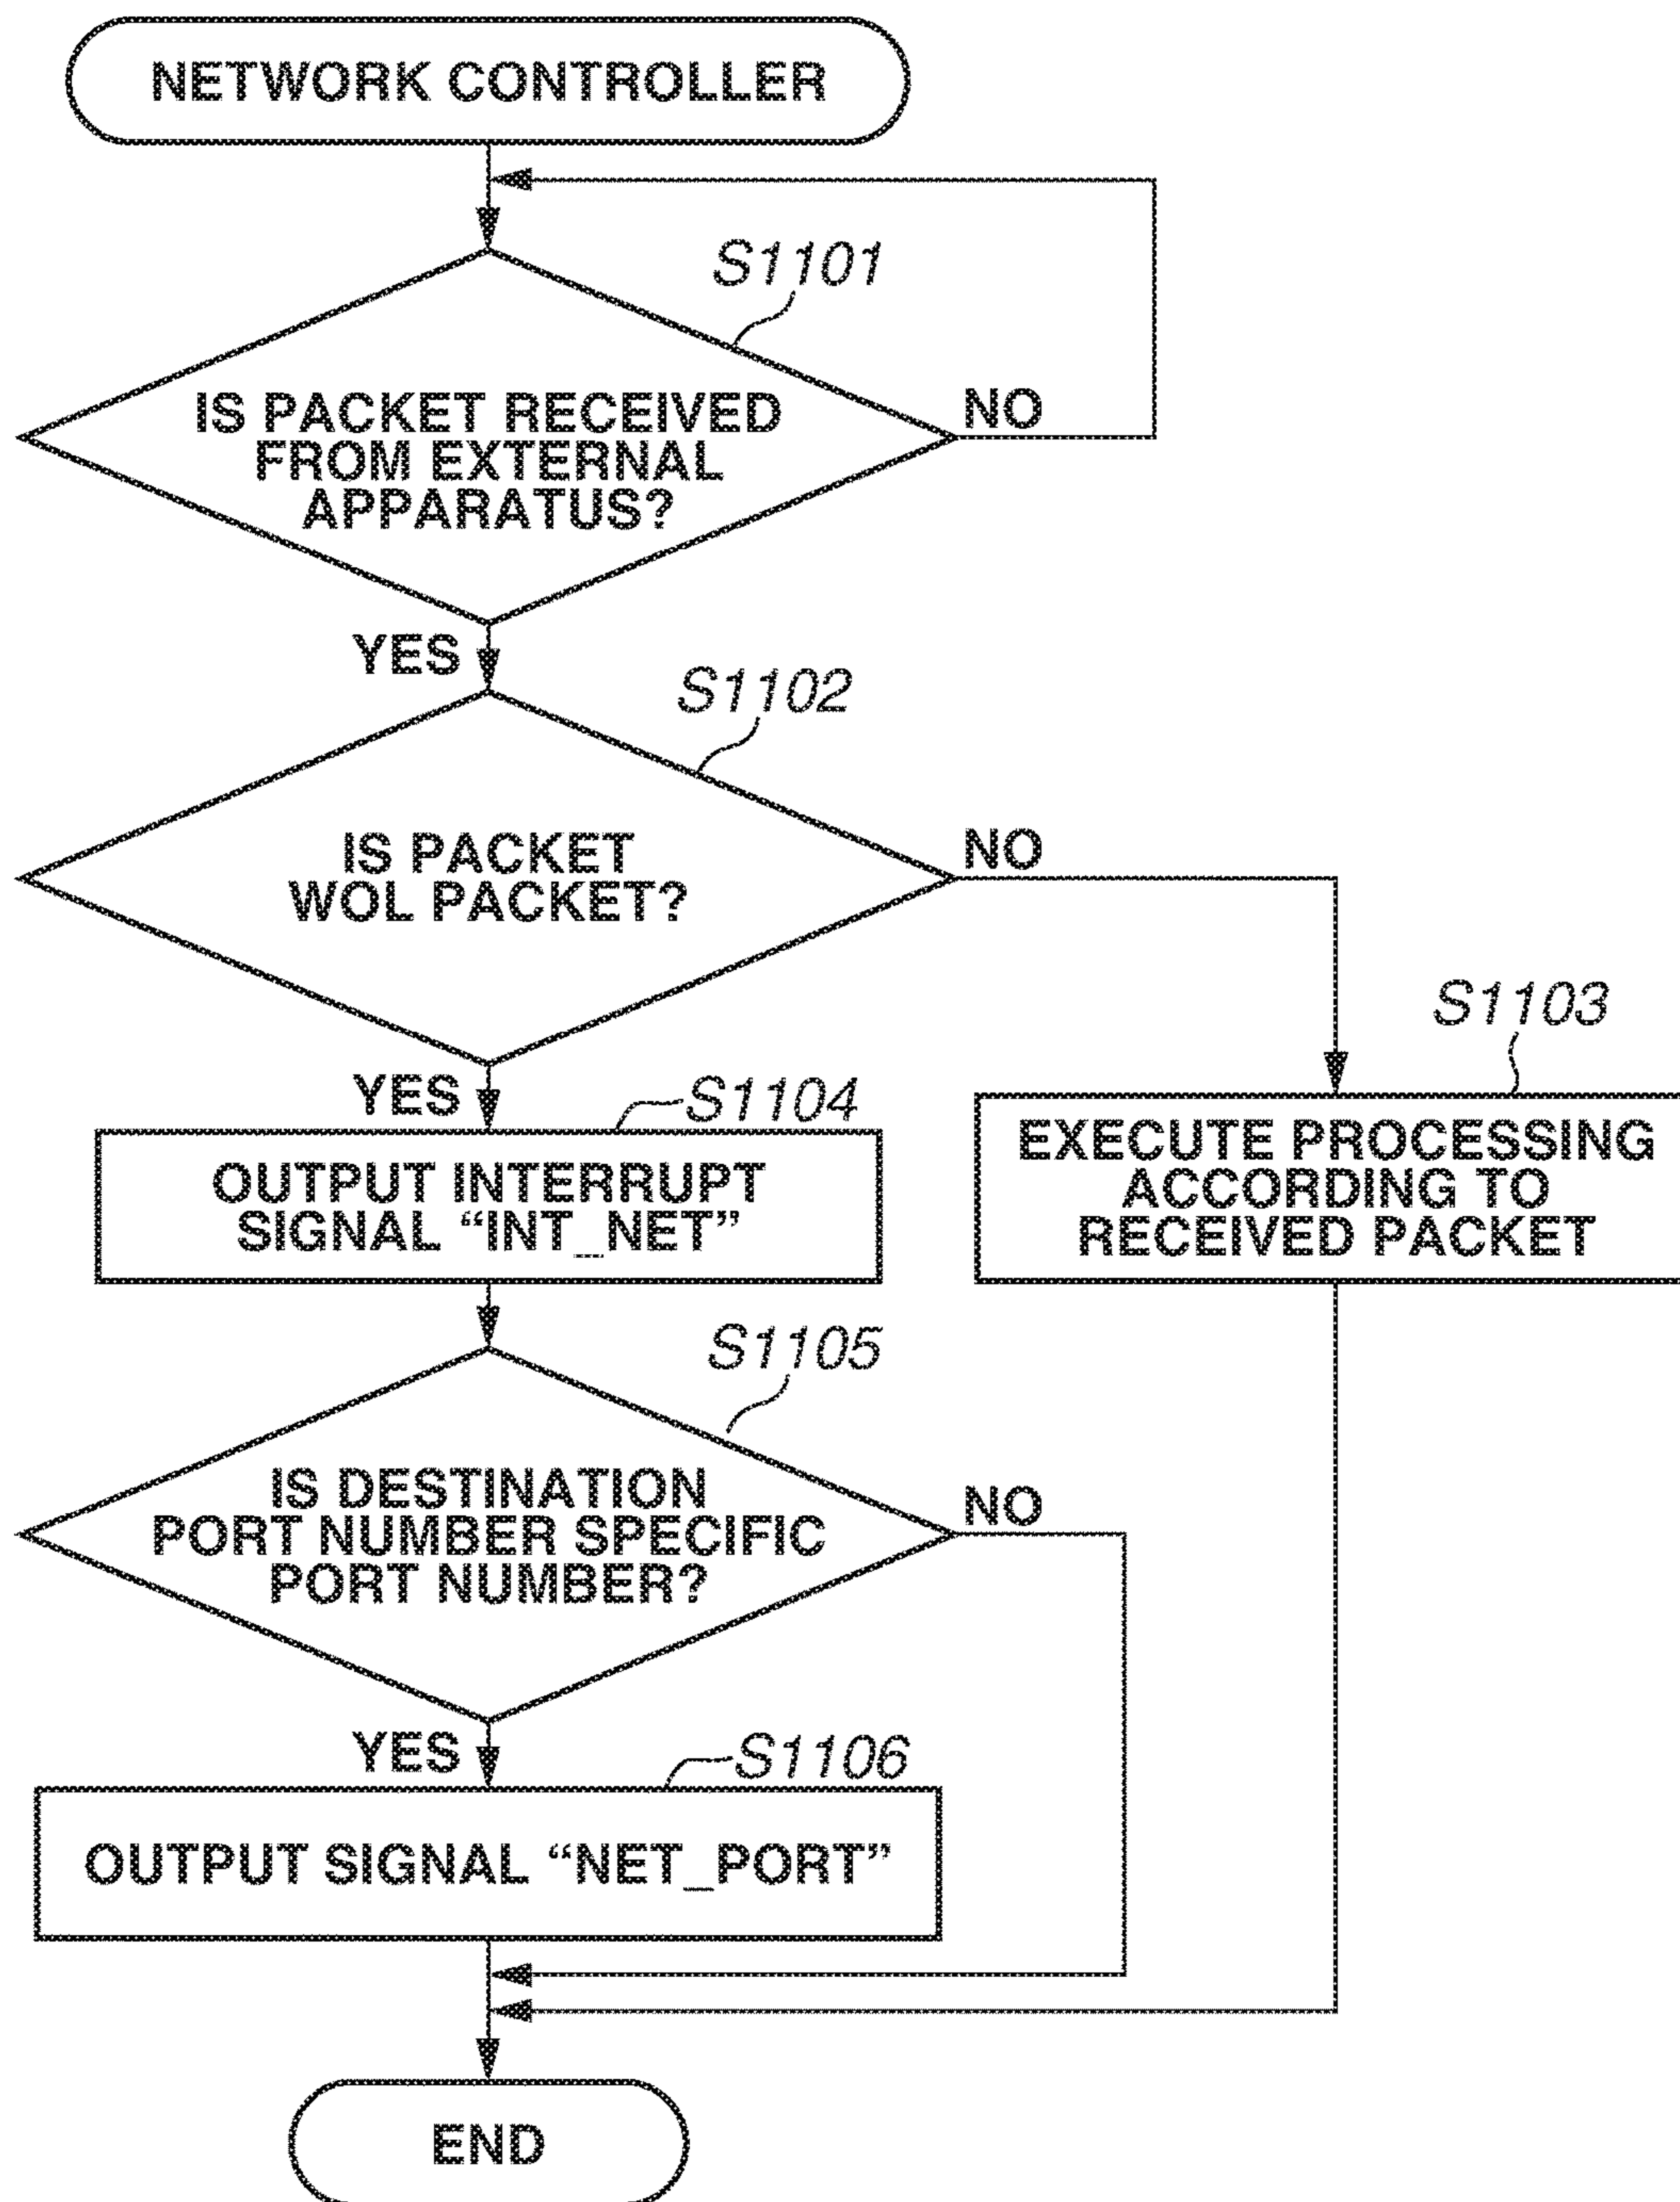 NETWORK CONTROLLER
S1101
IS PACKET RECEIVED
FROM EXTERNAL
APPARATUS?
NO
YES
S1102
IS PACKET
WOL PACKET?
NO
YES
S1103
EXECUTE PROCESSING
ACCORDING TO
RECEIVED PACKET
S1104
OUTPUT INTERRUPT
SIGNAL “INT_NET”
S1105
IS DESTINATION
PORT NUMBER SPECIFIC
PORT NUMBER?
NO
YES
S1106
OUTPUT SIGNAL “NET_PORT”
END